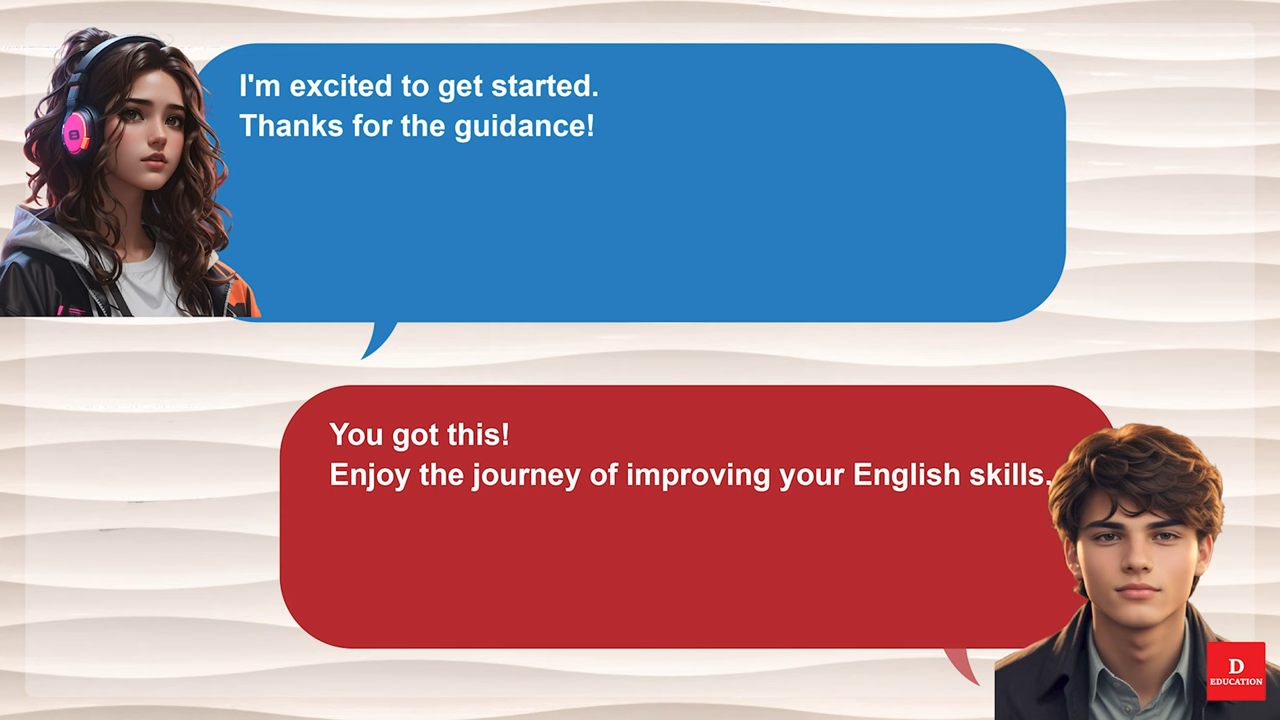 I'm excited to get started.
Thanks for the guidance!
You got this!
Enjoy the journey of improving your English skills.
D
EDUCATION